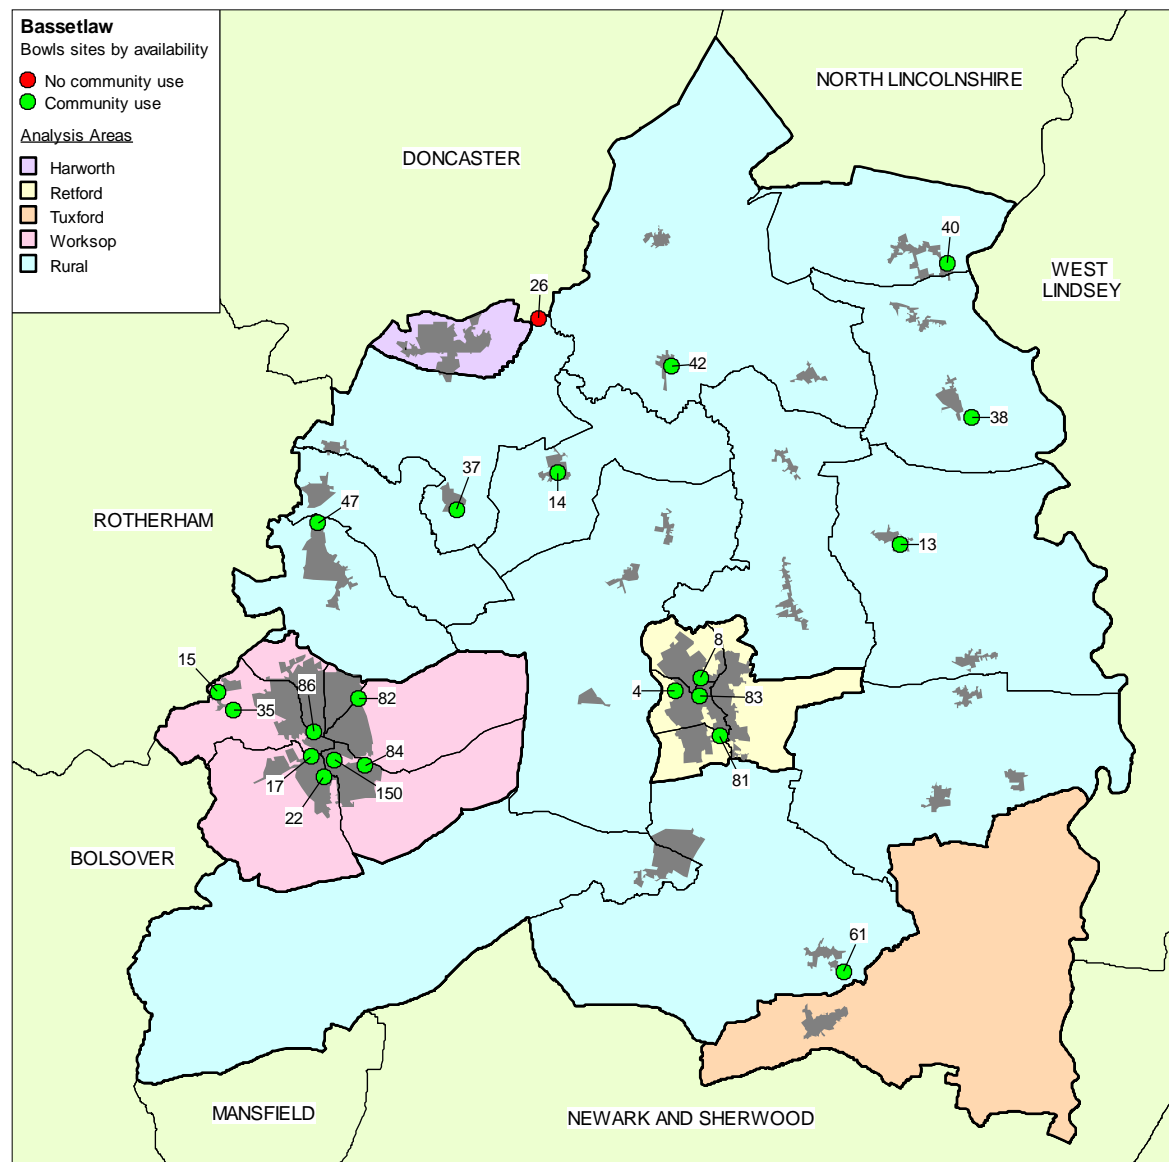 Bassetlaw
Bowls sites by availability
No community use
Community use
Analysis Areas
Harworth
Retford
Tuxford
Worksop
Rural
NORTH LINCOLNSHIRE
DONCASTER
40
WEST
LINDSEY
26
42
38
37
14
47
ROTHERHAM
13
8
15
86
82
4
83
35
84
17
150
81
22
BOLSOVER
61
MANSFIELD
NEWARK AND SHERWOOD